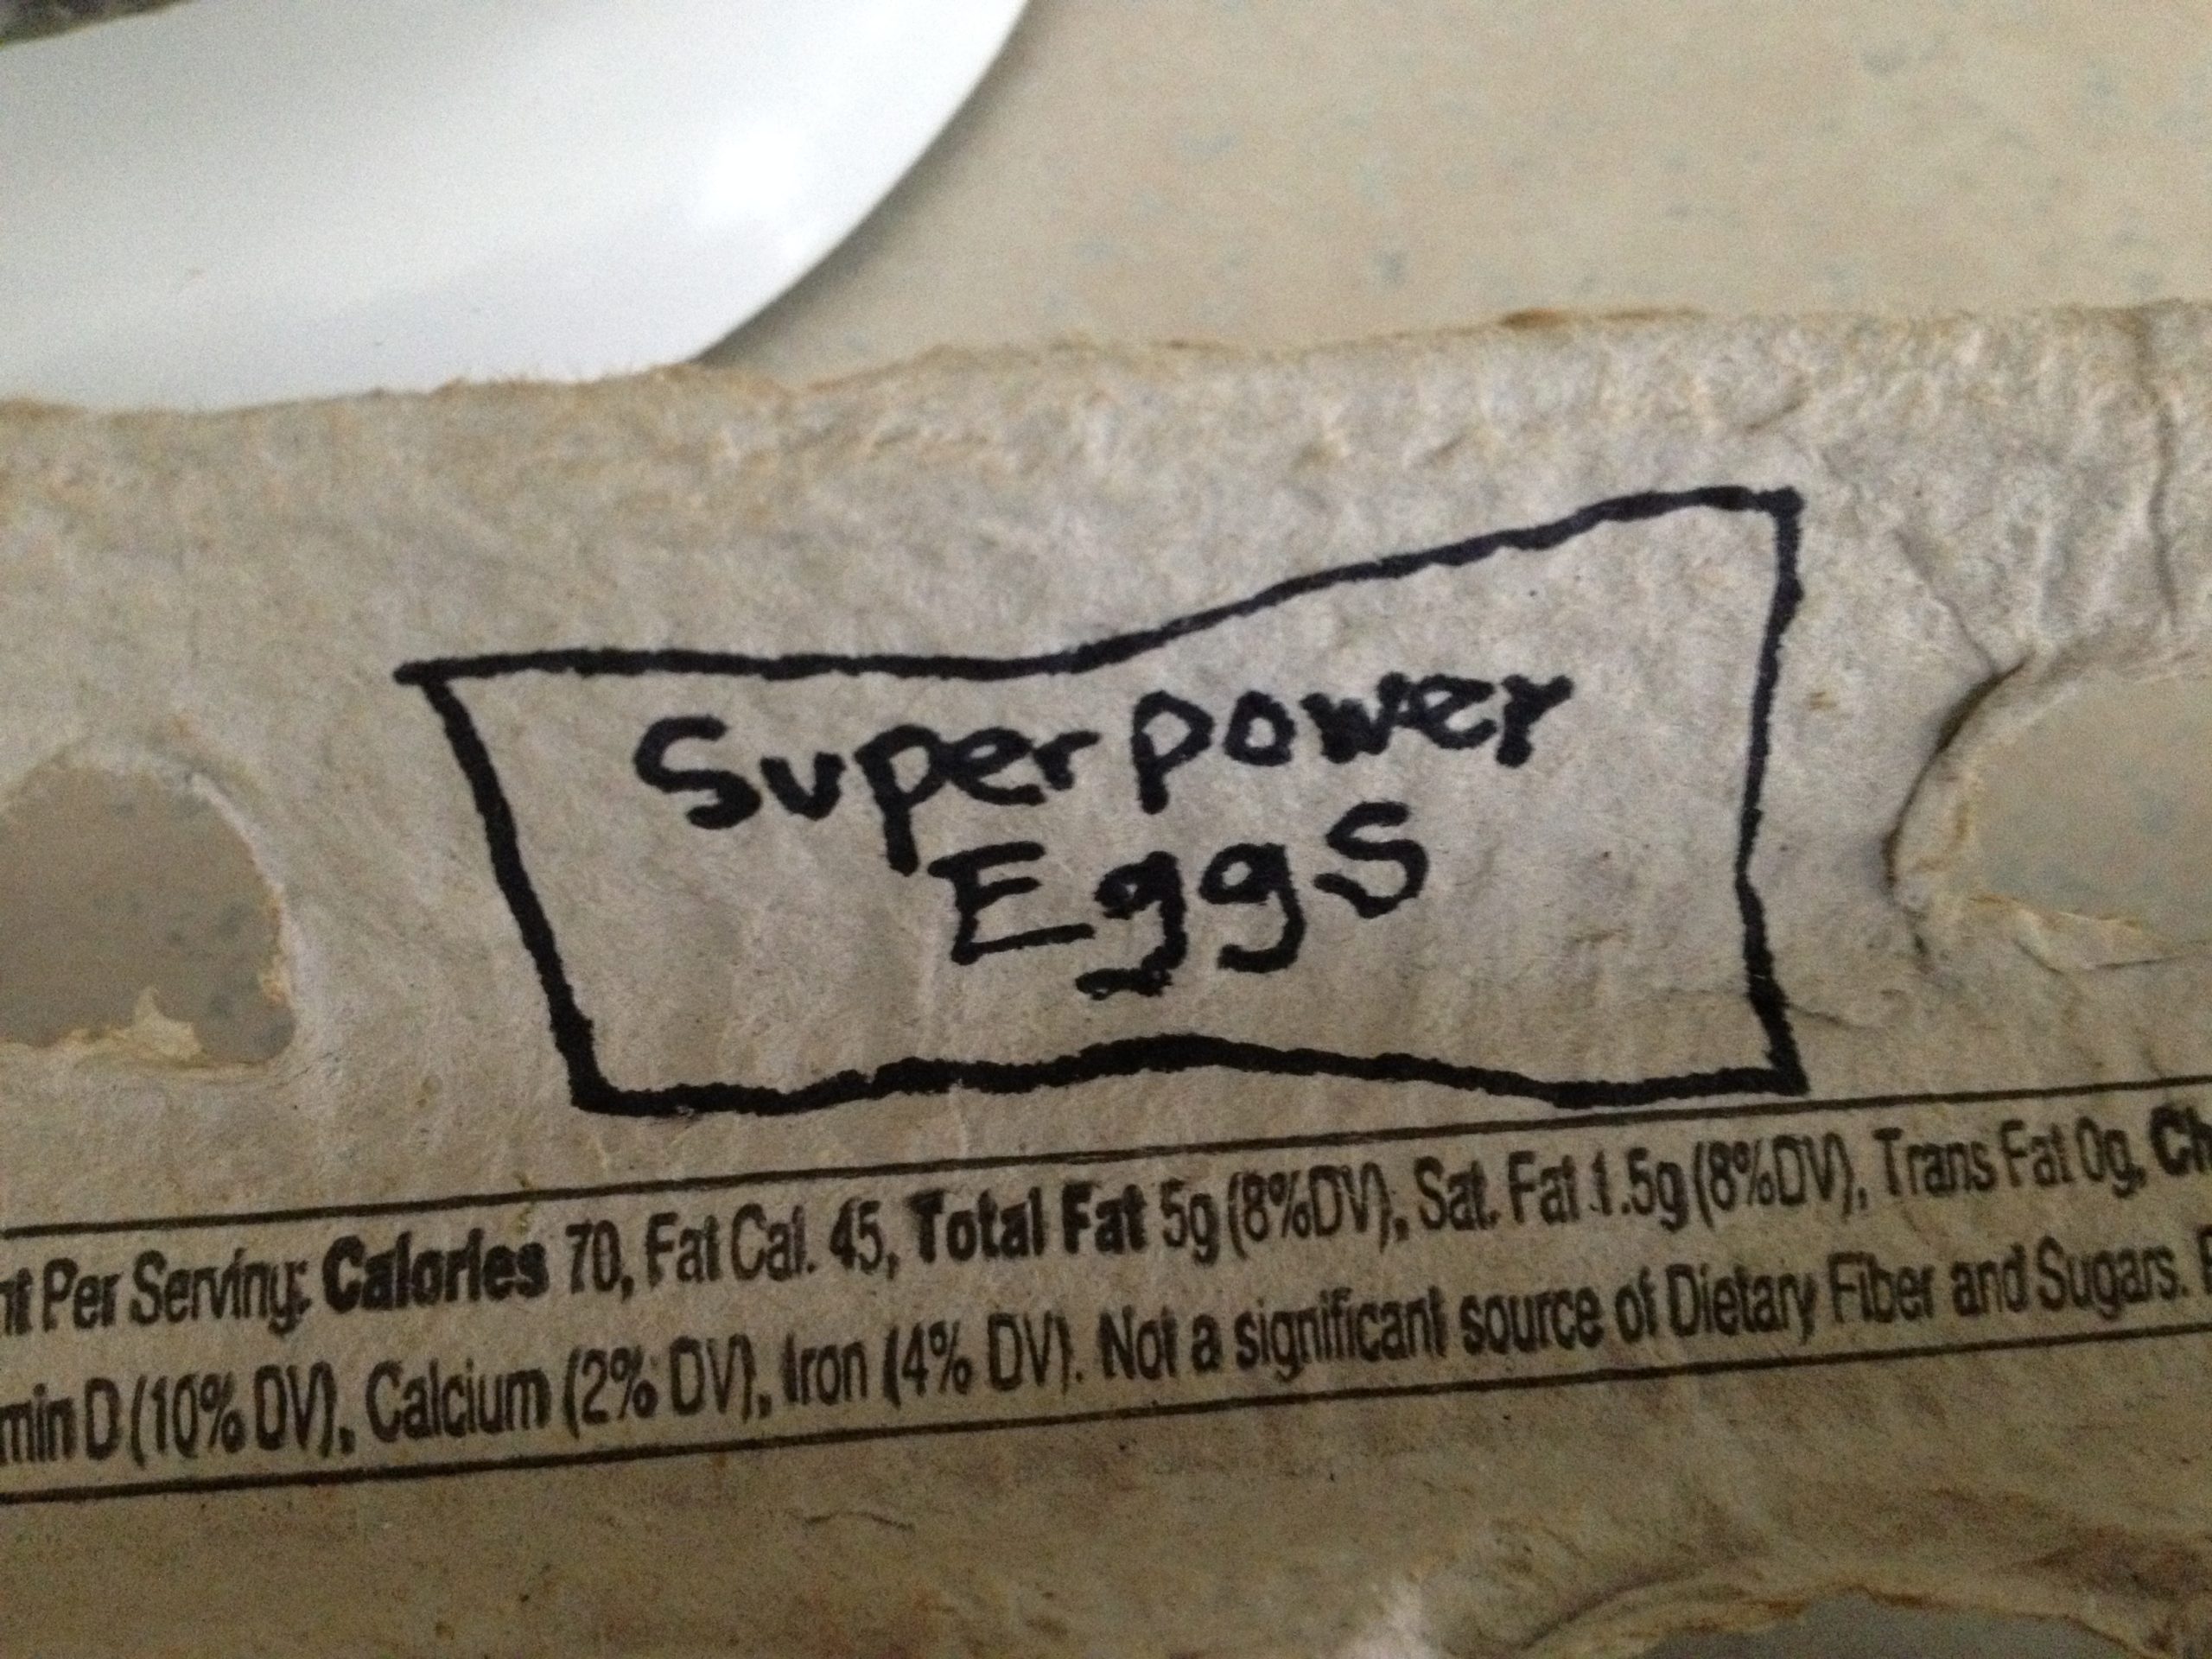 Superpower
Eggs
Per Serving: Calories 70, Fat Cal. 45, Total Fat 5g (8%DV), Sat. Fat 1.5g (8%DV), Trans Fat 0g,
D (10% DV), Calcium (2% DV), Iron (4% DV). Not a significant source of Dietary Fiber and Sugars.